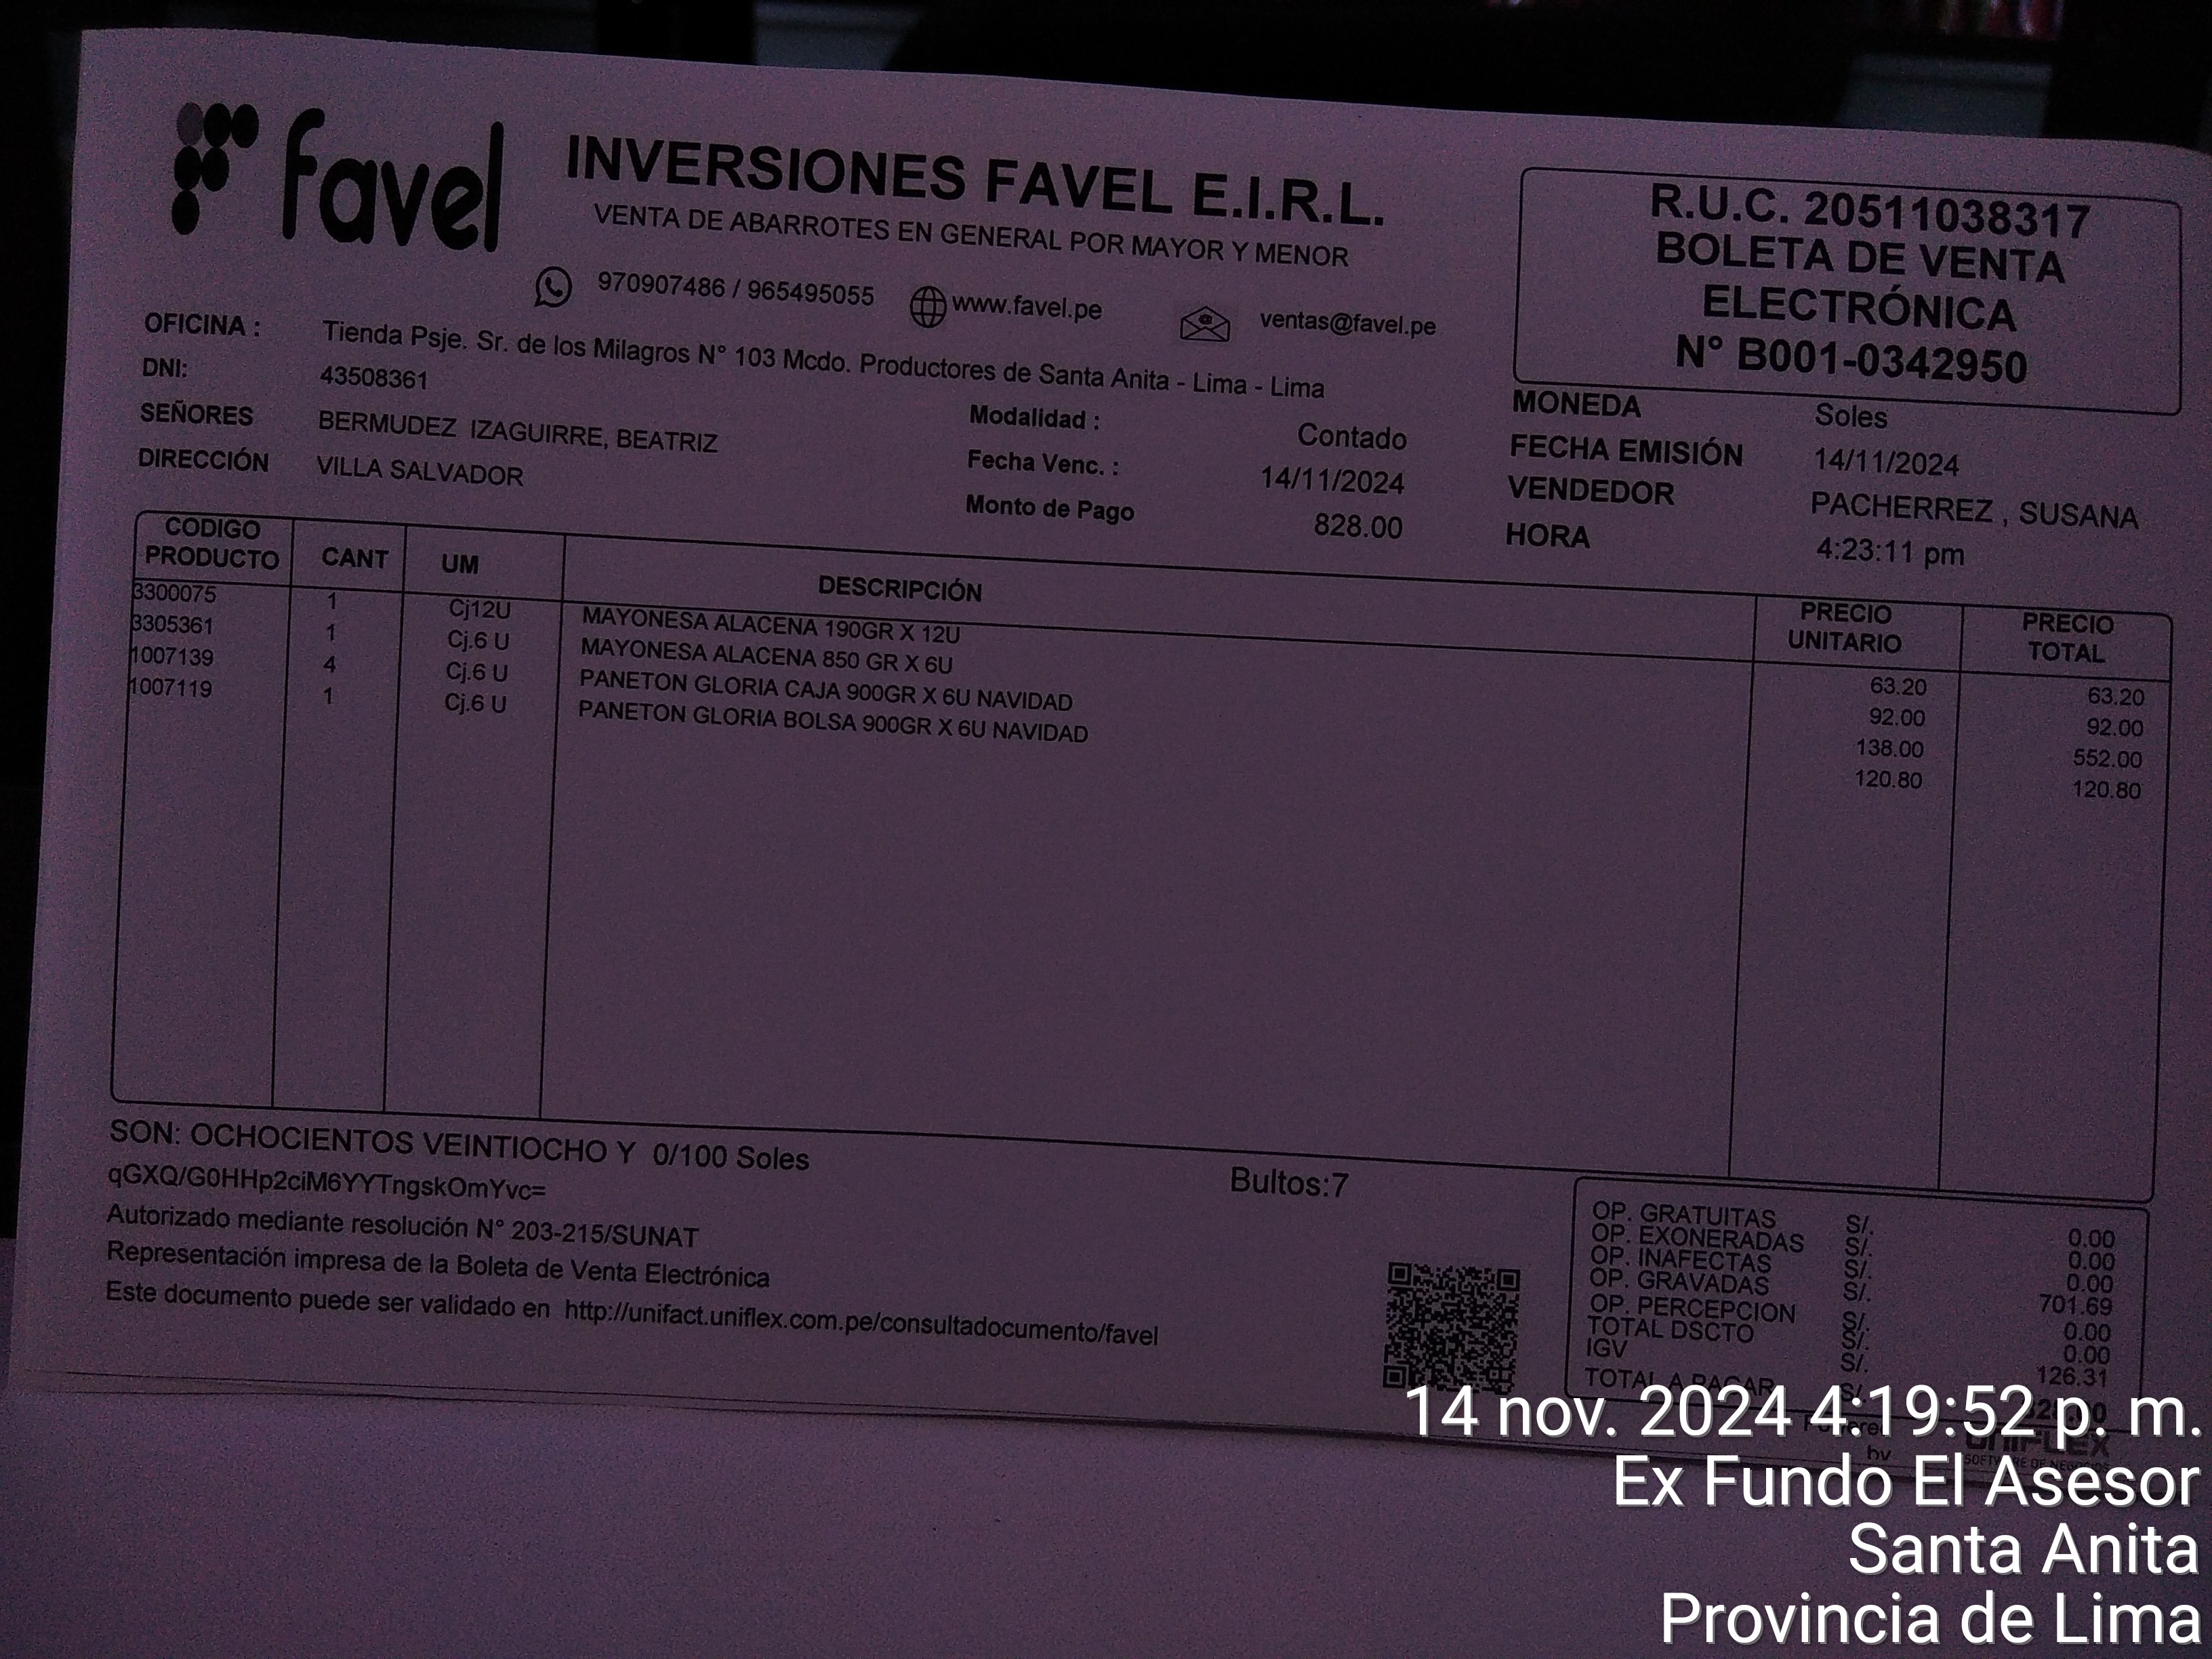 favel
INVERSIONES FAVEL E.I.R.L.
VENTA DE ABARROTES EN GENERAL POR MAYOR Y MENOR
970907486 / 965495055 www.favel.pe ventas@favel.pe
R.U.C. 20511038317
BOLETA DE VENTA
ELECTRÓNICA
N° B001-0342950
OFICINA : Tienda Psje. Sr. de los Milagros N° 103 Mcdo. Productores de Santa Anita - Lima - Lima
DNI: 43508361
SEÑORES BERMUDEZ IZAGUIRRE, BEATRIZ
DIRECCIÓN VILLA SALVADOR
Modalidad : Contado
Fecha Venc. : 14/11/2024
Monto de Pago 828.00
MONEDA Soles
FECHA EMISIÓN 14/11/2024
VENDEDOR PACHERREZ , SUSANA
HORA 4:23:11 pm
CODIGO PRODUCTO CANT UM DESCRIPCIÓN PRECIO UNITARIO PRECIO TOTAL
3300075 1 Cj12U MAYONESA ALACENA 190GR X 12U 63.20 63.20
3305361 1 Cj.6 U MAYONESA ALACENA 850 GR X 6U 92.00 92.00
1007139 4 Cj.6 U PANETON GLORIA CAJA 900GR X 6U NAVIDAD 138.00 552.00
1007119 1 Cj.6 U PANETON GLORIA BOLSA 900GR X 6U NAVIDAD 120.80 120.80
SON: OCHOCIENTOS VEINTIOCHO Y 0/100 Soles
qGXQ/G0HHp2ciM6YYTngskOmYvc=
Bultos:7
Autorizado mediante resolución N° 203-215/SUNAT
Representación impresa de la Boleta de Venta Electrónica
Este documento puede ser validado en http://unifact.uniflex.com.pe/consultadocumento/favel
OP. GRATUITAS S/. 0.00
OP. EXONERADAS S/. 0.00
OP. INAFECTAS S/. 0.00
OP. GRAVADAS S/. 701.69
OP. PERCEPCION S/. 0.00
TOTAL DSCTO S/. 0.00
IGV S/. 126.31
TOTAL A PAGAR S/.
by UNIFLEX
14 nov. 2024 4:19:52 p. m.
Ex Fundo El Asesor
Santa Anita
Provincia de Lima